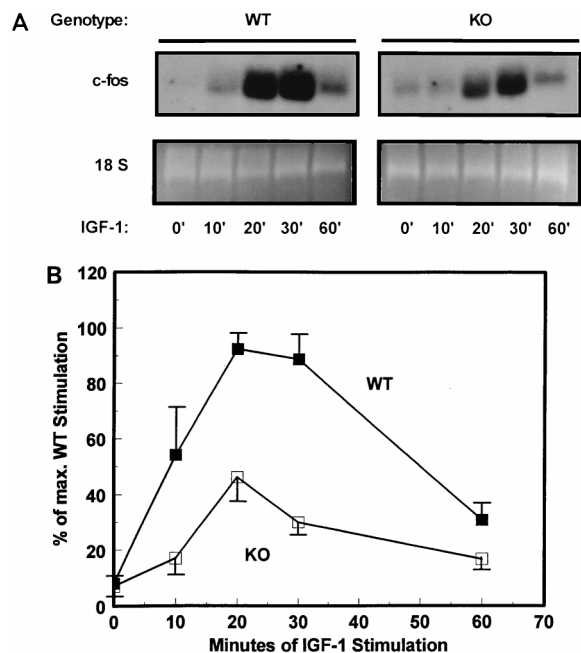 A
Genotype: WT KO
c-fos
18 S
IGF-1: 0' 10' 20' 30' 60' 0' 10' 20' 30' 60'
B
120
100
80
60
40
20
0
% of max. WT Stimulation
WT
KO
0 10 20 30 40 50 60 70
Minutes of IGF-1 Stimulation